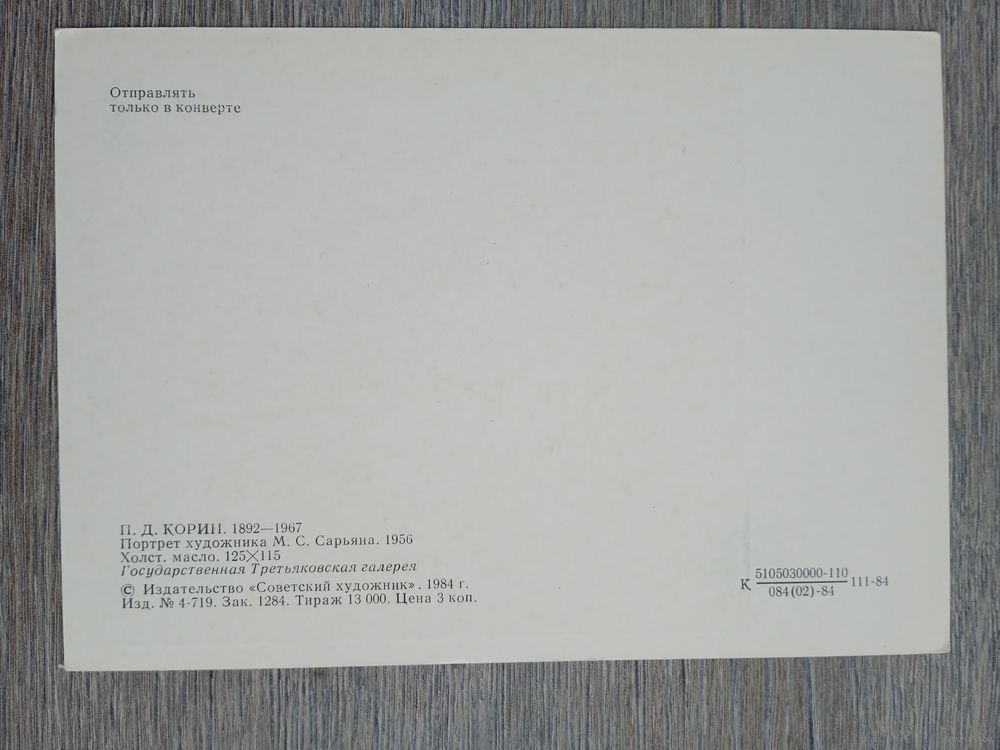 Отправлять
только в конверте
П. Д. КОРИН. 1892—1967
Портрет художника М. С. Сарьяна. 1956
Холст. масло. 125×115
Государственная Третьяковская галерея
© Издательство «Советский художник». 1984 г.
Изд. № 4-719. Зак. 1284. Тираж 13 000. Цена 3 коп.
К 5105030000-110 111-84
084(02)-84